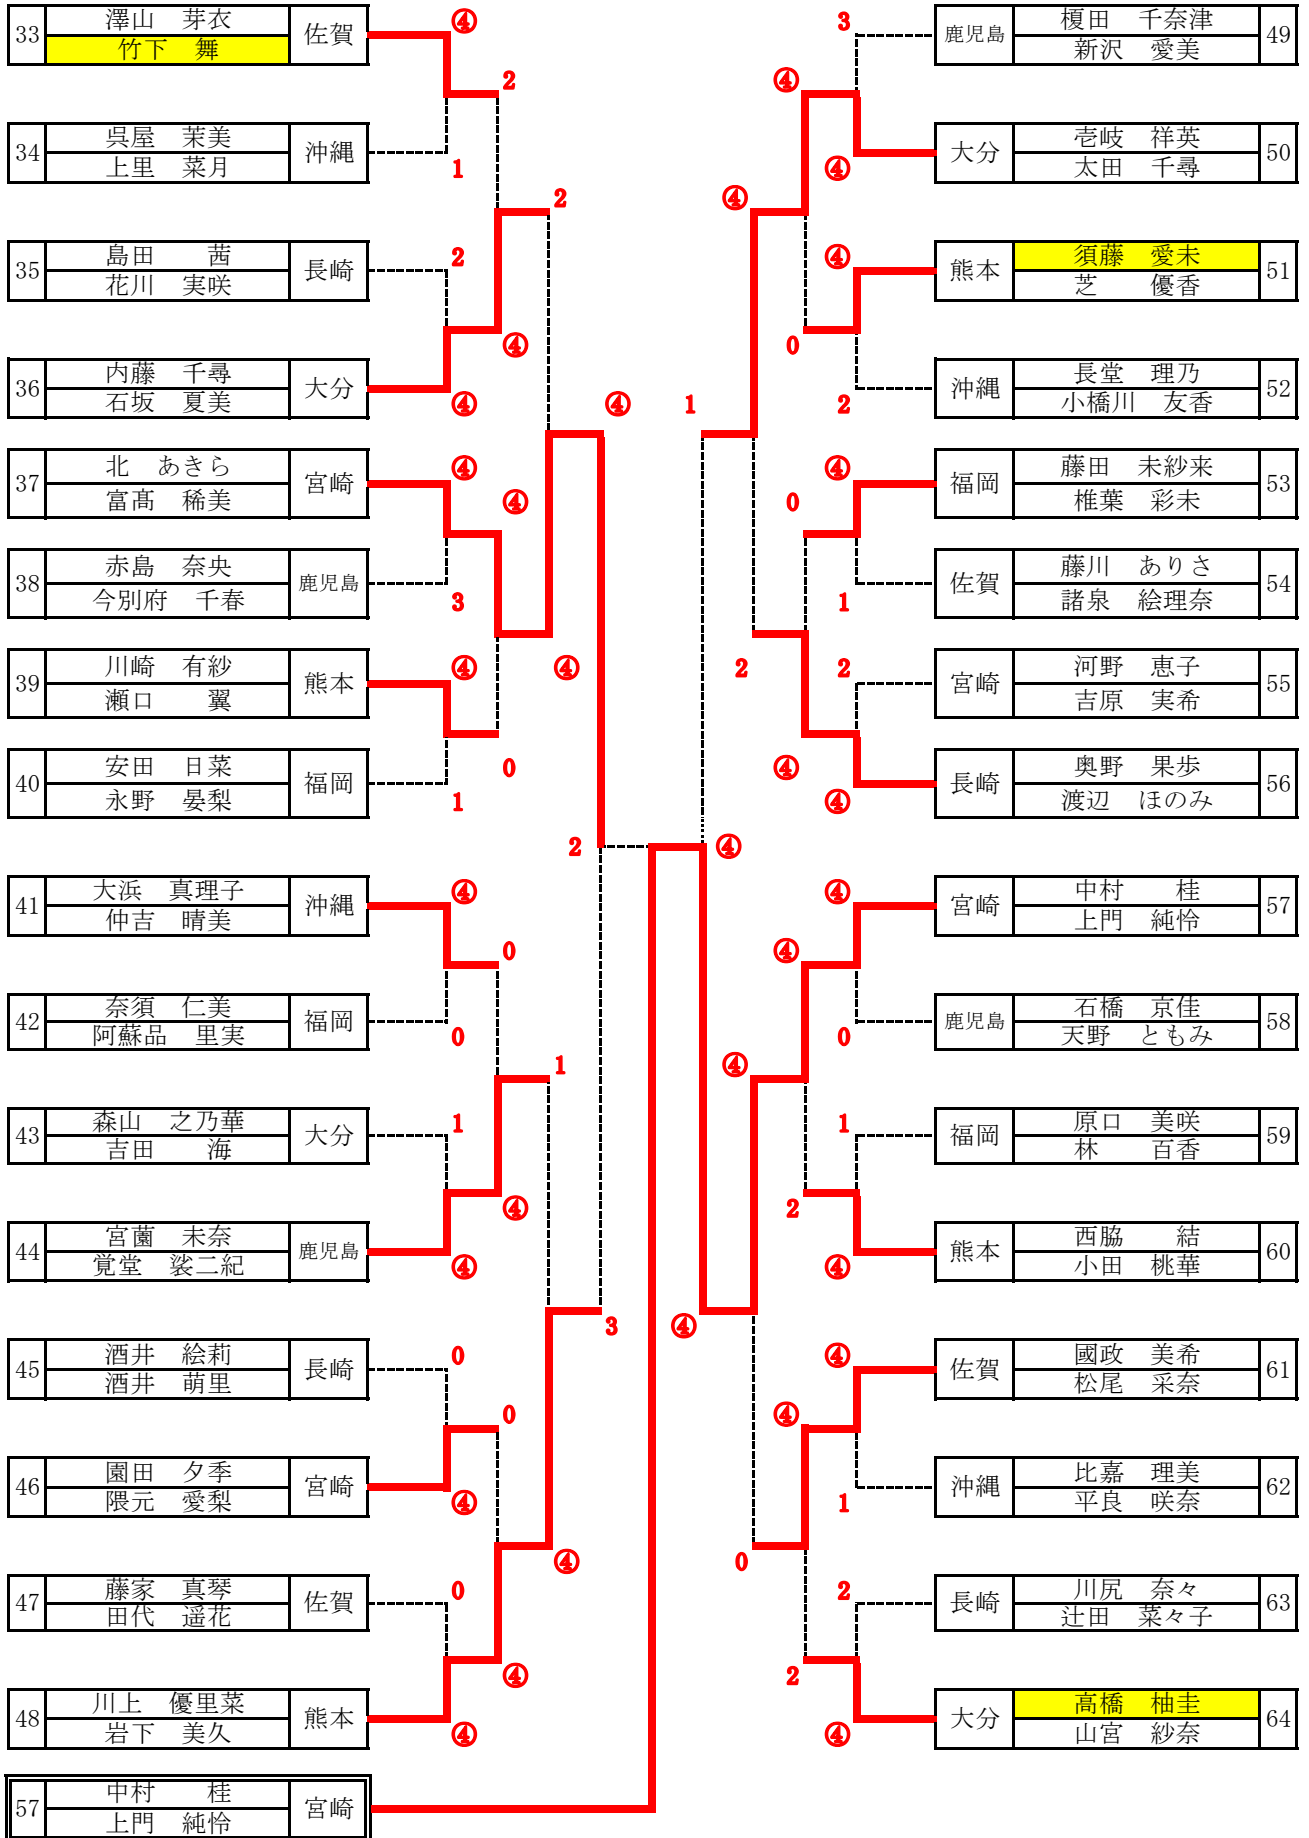 33
澤山　芽衣
竹下　舞
佐賀
④
2
34
呉屋　茉美
上里　菜月
沖縄
1
2
35
島田　　茜
花川　実咲
長崎
2
④
36
内藤　千尋
石坂　夏美
大分
④
④
37
北　あきら
富髙　稀美
宮崎
④
④
38
赤島　奈央
今別府　千春
鹿児島
3
④
39
川崎　有紗
瀬口　　翼
熊本
④
0
40
安田　日菜
永野　晏梨
福岡
1
2
41
大浜　真理子
仲吉　晴美
沖縄
④
0
42
奈須　仁美
阿蘇品　里実
福岡
0
1
43
森山　之乃華
吉田　　海
大分
1
④
44
宮薗　未奈
覚堂　裟二紀
鹿児島
④
3
45
酒井　絵莉
酒井　萌里
長崎
0
0
46
園田　夕季
隈元　愛梨
宮崎
④
④
47
藤家　真琴
田代　遥花
佐賀
0
④
48
川上　優里菜
岩下　美久
熊本
④
57
中村　　桂
上門　純怜
宮崎
3
鹿児島
榎田　千奈津
新沢　愛美
49
④
④
大分
壱岐　祥英
太田　千尋
50
④
④
熊本
須藤　愛未
芝　　優香
51
0
沖縄
長堂　理乃
小橋川　友香
52
2
1
④
福岡
藤田　未紗来
椎葉　彩未
53
0
佐賀
藤川　ありさ
諸泉　絵理奈
54
1
2
2
宮崎
河野　恵子
吉原　実希
55
④
長崎
奥野　果歩
渡辺　ほのみ
56
④
④
④
宮崎
中村　　桂
上門　純怜
57
④
鹿児島
石橋　京佳
天野　ともみ
58
0
④
1
福岡
原口　美咲
林　　百香
59
2
熊本
西脇　　結
小田　桃華
60
④
④
④
佐賀
國政　美希
松尾　采奈
61
④
沖縄
比嘉　理美
平良　咲奈
62
1
0
2
長崎
川尻　奈々
辻田　菜々子
63
2
大分
高橋　柚圭
山宮　紗奈
64
④